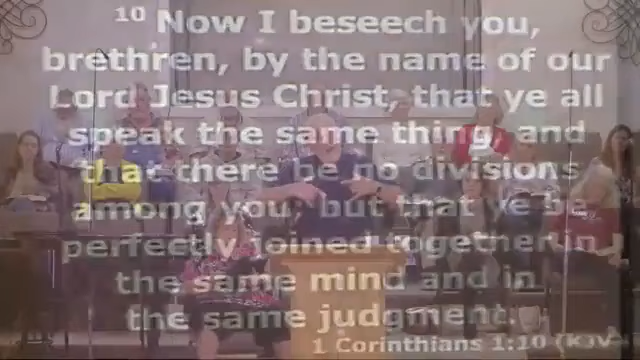 10 Now I beseech you,
brethren, by the name of our
Lord Jesus Christ, that ye all
speak the same thing, and
that there be no divisions
among you; but that ye be
perfectly joined together in
the same mind and in
the same judgment.
1 Corinthians 1:10 (KJV